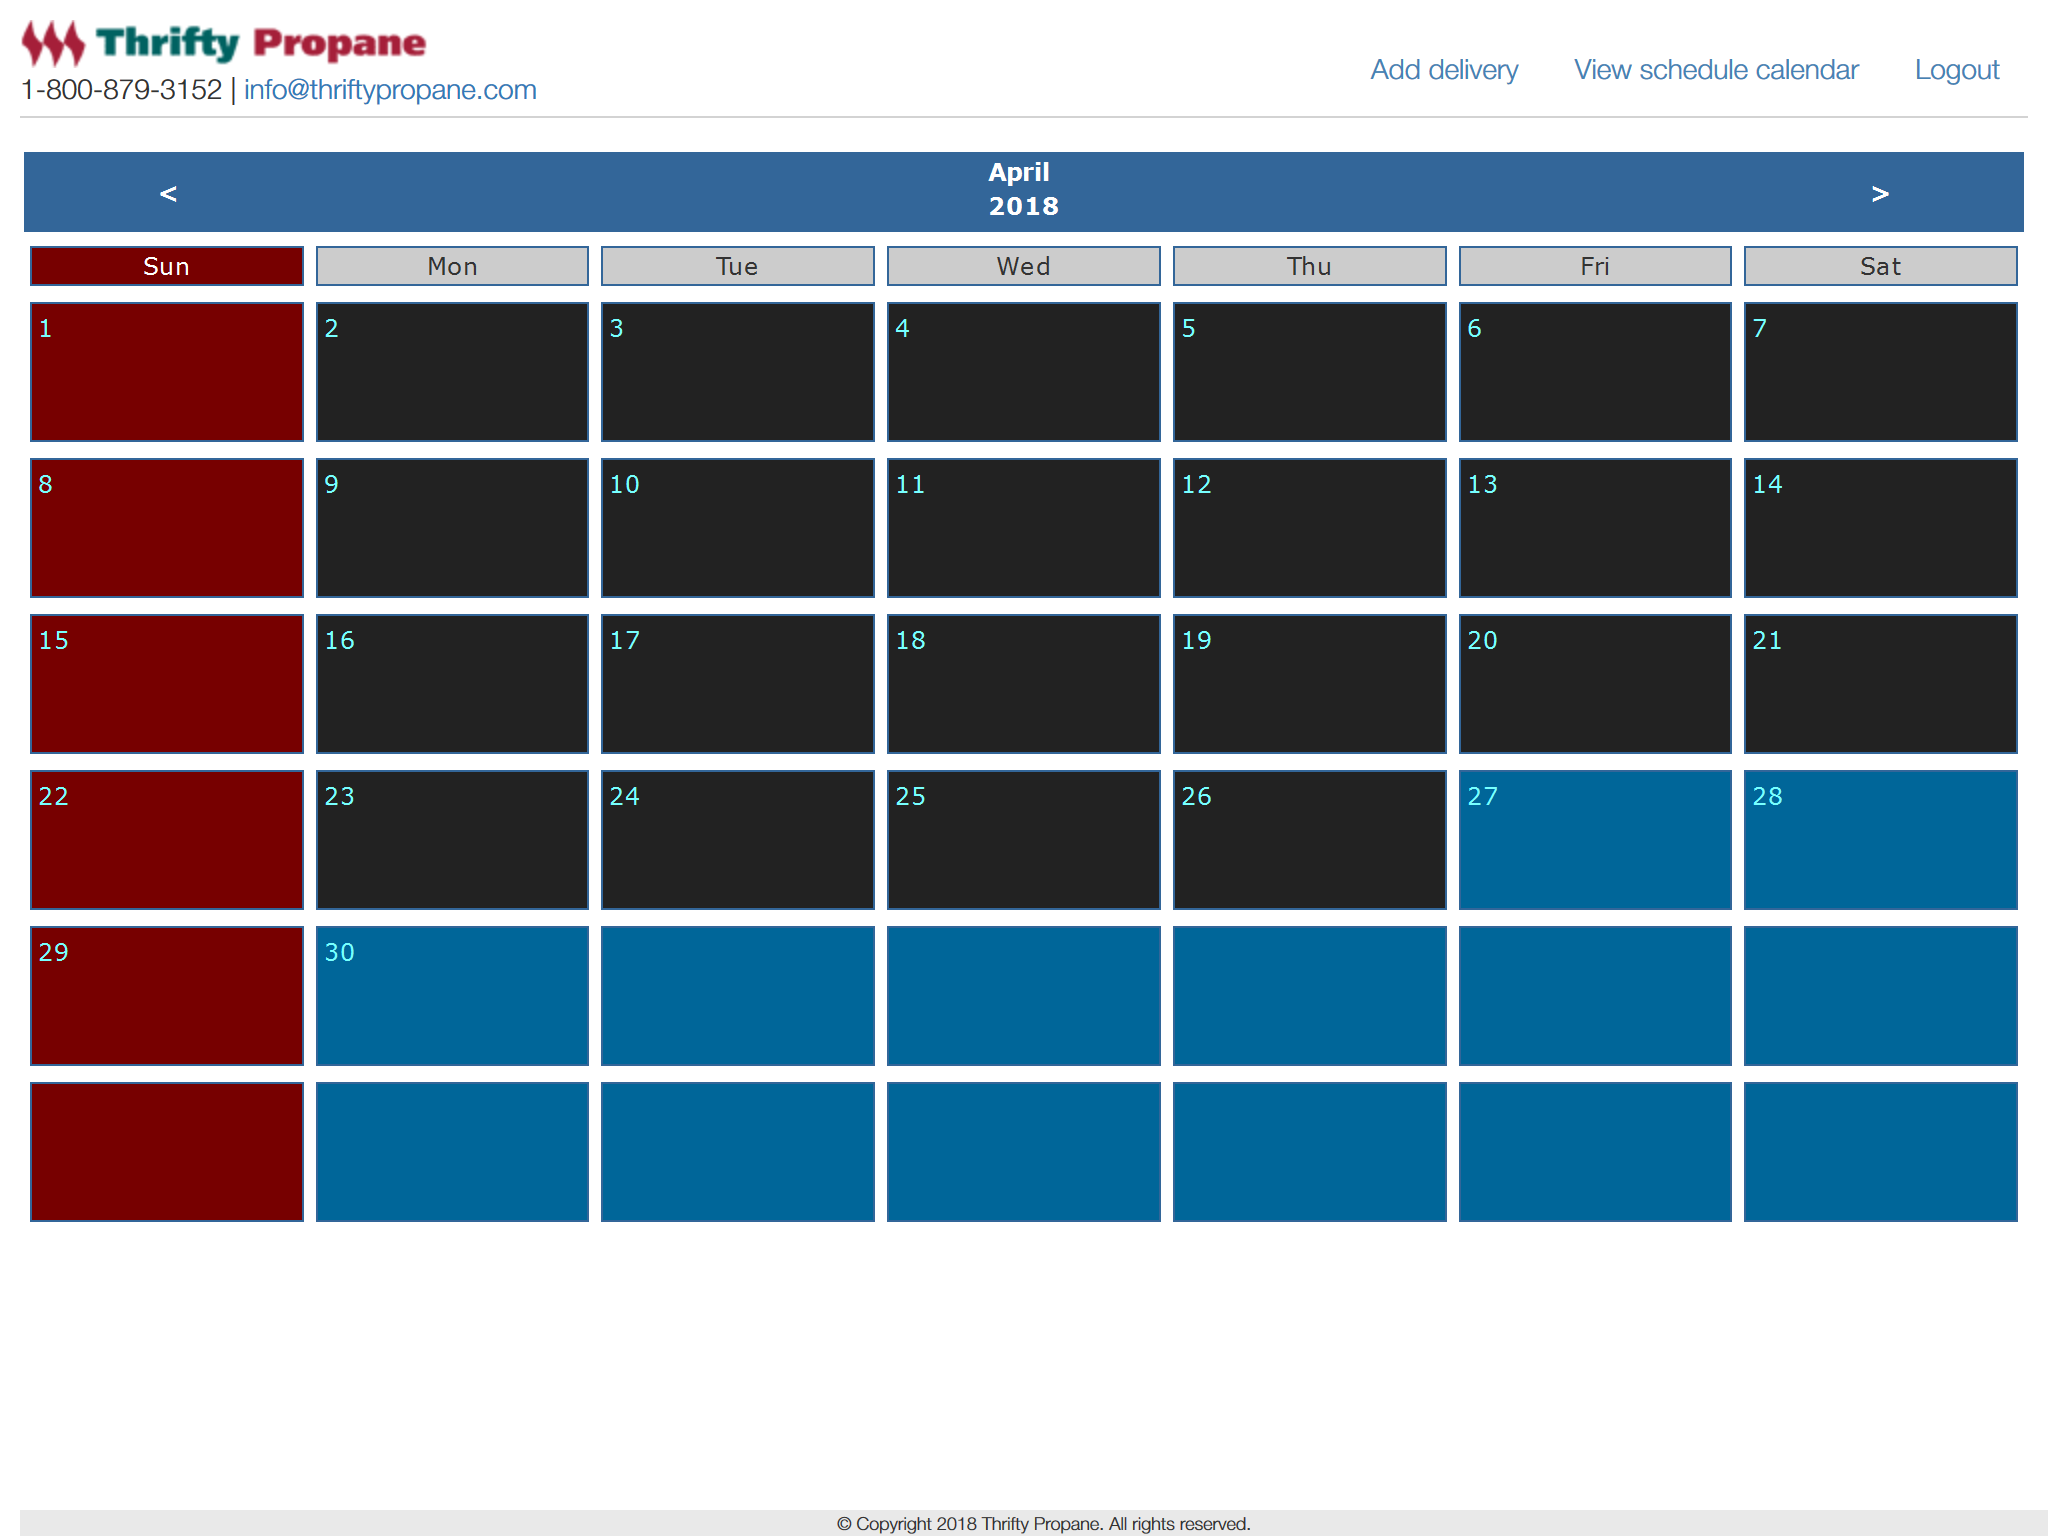 Thrifty Propane
1-800-879-3152 | info@thriftypropane.com
Add delivery View schedule calendar Logout
< April >
2018
Sun Mon Tue Wed Thu Fri Sat
1 2 3 4 5 6 7
8 9 10 11 12 13 14
15 16 17 18 19 20 21
22 23 24 25 26 27 28
29 30
© Copyright 2018 Thrifty Propane. All rights reserved.